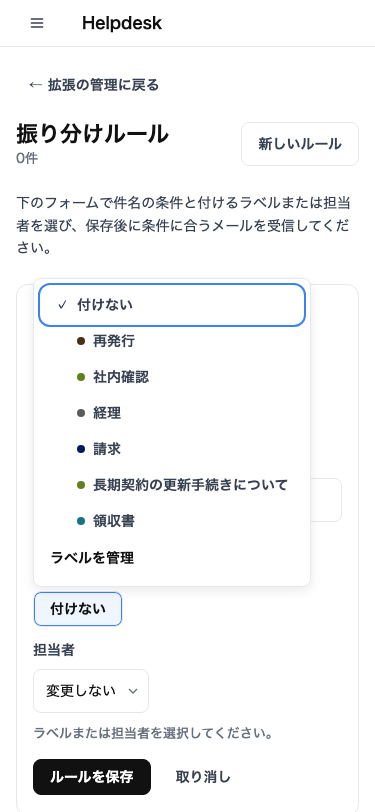 Helpdesk
← 拡張の管理に戻る
振り分けルール
0件
新しいルール
下のフォームで件名の条件と付けるラベルまたは担当
者を選び、保存後に条件に合うメールを受信してくだ
さい。
✓ 付けない
再発行
社内確認
経理
請求
長期契約の更新手続きについて
領収書
ラベルを管理
付けない
担当者
変更しない
ラベルまたは担当者を選択してください。
ルールを保存
取り消し